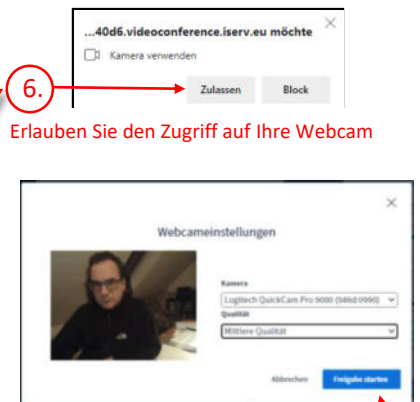 ...40d6.videoconference.iserv.eu möchte
Kamera verwenden
6.
Zulassen Block
Erlauben Sie den Zugriff auf Ihre Webcam
Webcameinstellungen
Kamera
Logitech QuickCam Pro 9000 (046d:0990)
Qualität
Mittlere Qualität
Abbrechen Freigabe starten